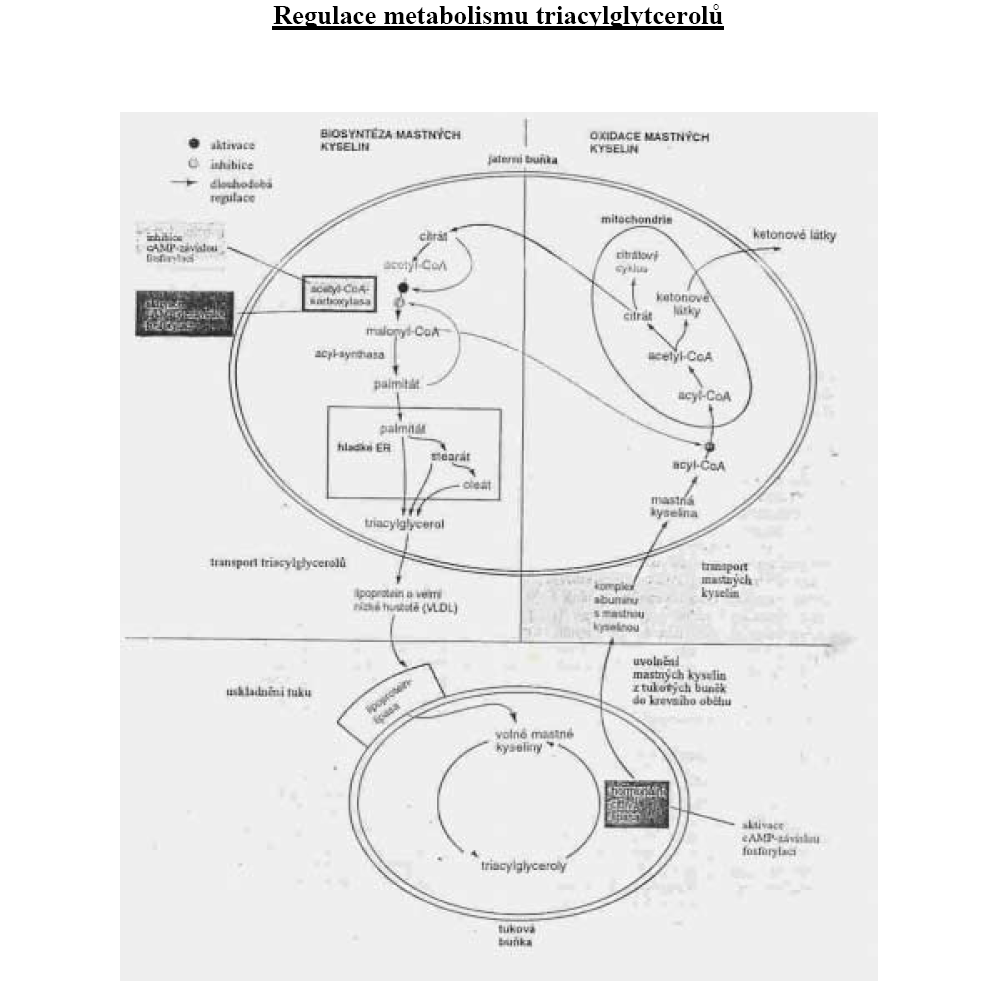 Regulace metabolismu triacylglytcerolů
BIOSYNTÉZA MASTNÝCH
KYSELIN
OXIDACE MASTNÝCH
KYSELIN
aktivace
inhibice
dlouhodobá
regulace
jaterní buňka
inhibice
cAMP-závislou
fosforylací
acetyl-CoA-
karboxylasa
citrát
acetyl-CoA
malonyl-CoA
acyl-synthasa
palmitát
palmitát
hladké ER
stearát
oleát
triacylglycerol
mitochondrie
citrátový
cyklus
ketonové látky
ketonové
látky
citrát
acetyl-CoA
acyl-CoA
acyl-CoA
mastná
kyselina
transport triacylglycerolů
lipoprotein o velmi
nízké hustotě (VLDL)
komplex
albuminu
s mastnou
kyselinou
transport
mastných
kyselin
uskladnění tuku
lipoprotein-
lipasa
uvolnění
mastných kyselin
z tukových buněk
do krevního oběhu
volné mastné
kyseliny
lipasa
triacylglyceroly
aktivace
cAMP-závislou
fosforylací
tuková
buňka